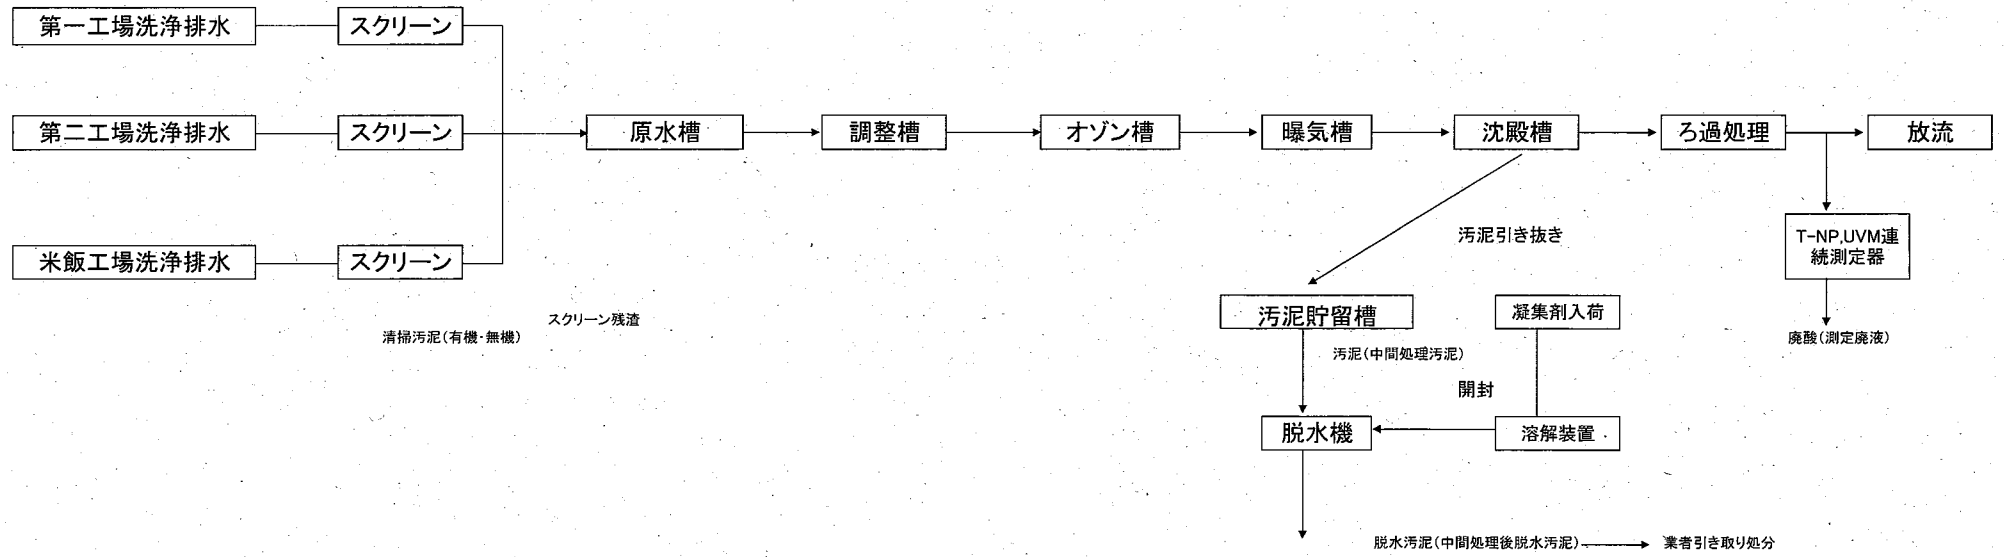 第一工場洗浄排水
スクリーン
第二工場洗浄排水
スクリーン
原水槽
調整槽
オゾン槽
曝気槽
沈殿槽
ろ過処理
放流
米飯工場洗浄排水
スクリーン
汚泥引き抜き
T-NP,UVM連
続測定器
清掃汚泥(有機・無機)
スクリーン残渣
汚泥貯留槽
凝集剤入荷
廃酸(測定廃液)
汚泥(中間処理汚泥)
開封
脱水機
溶解装置
脱水汚泥(中間処理後脱水汚泥)
業者引き取り処分